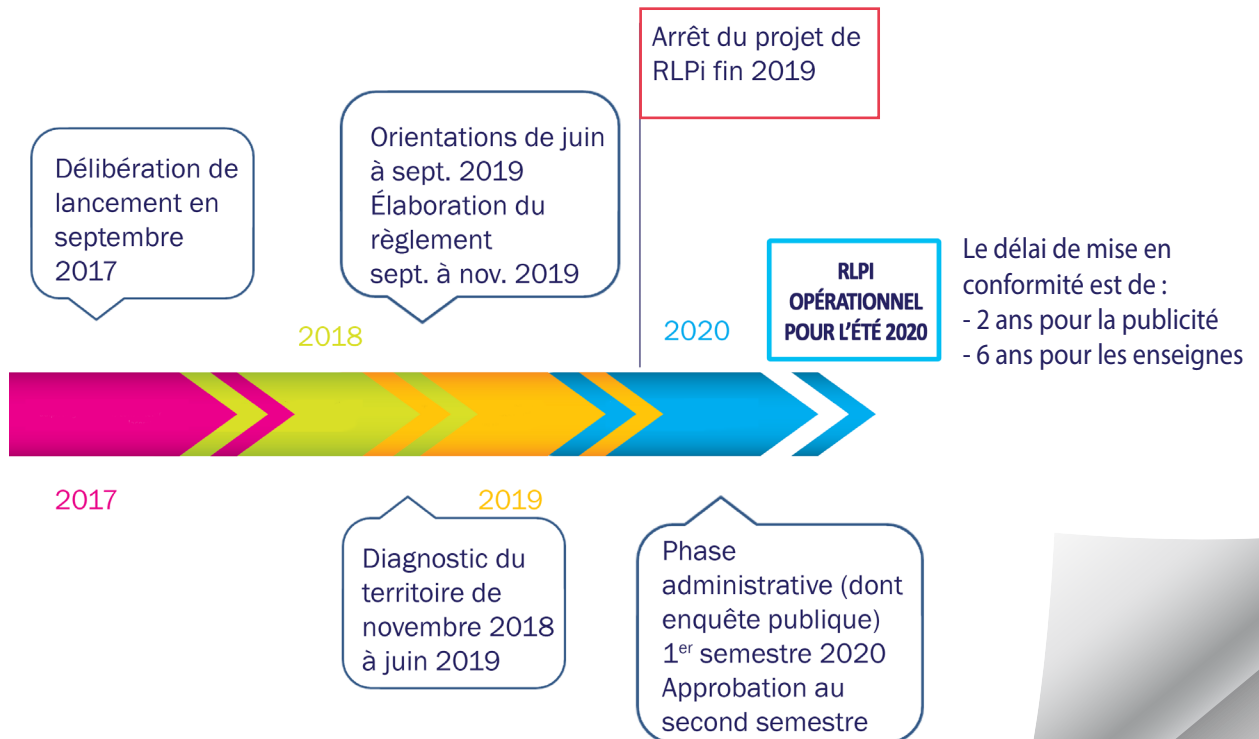 Arrêt du projet de
RLPi fin 2019
Orientations de juin
à sept. 2019
Élaboration du
règlement
sept. à nov. 2019
Délibération de
lancement en
septembre
2017
Le délai de mise en
conformité est de :
- 2 ans pour la publicité
- 6 ans pour les enseignes
RLPI
OPÉRATIONNEL
POUR L'ÉTÉ 2020
2018
2020
2017
2019
Diagnostic du
territoire de
novembre 2018
à juin 2019
Phase
administrative (dont
enquête publique)
1er semestre 2020
Approbation au
second semestre